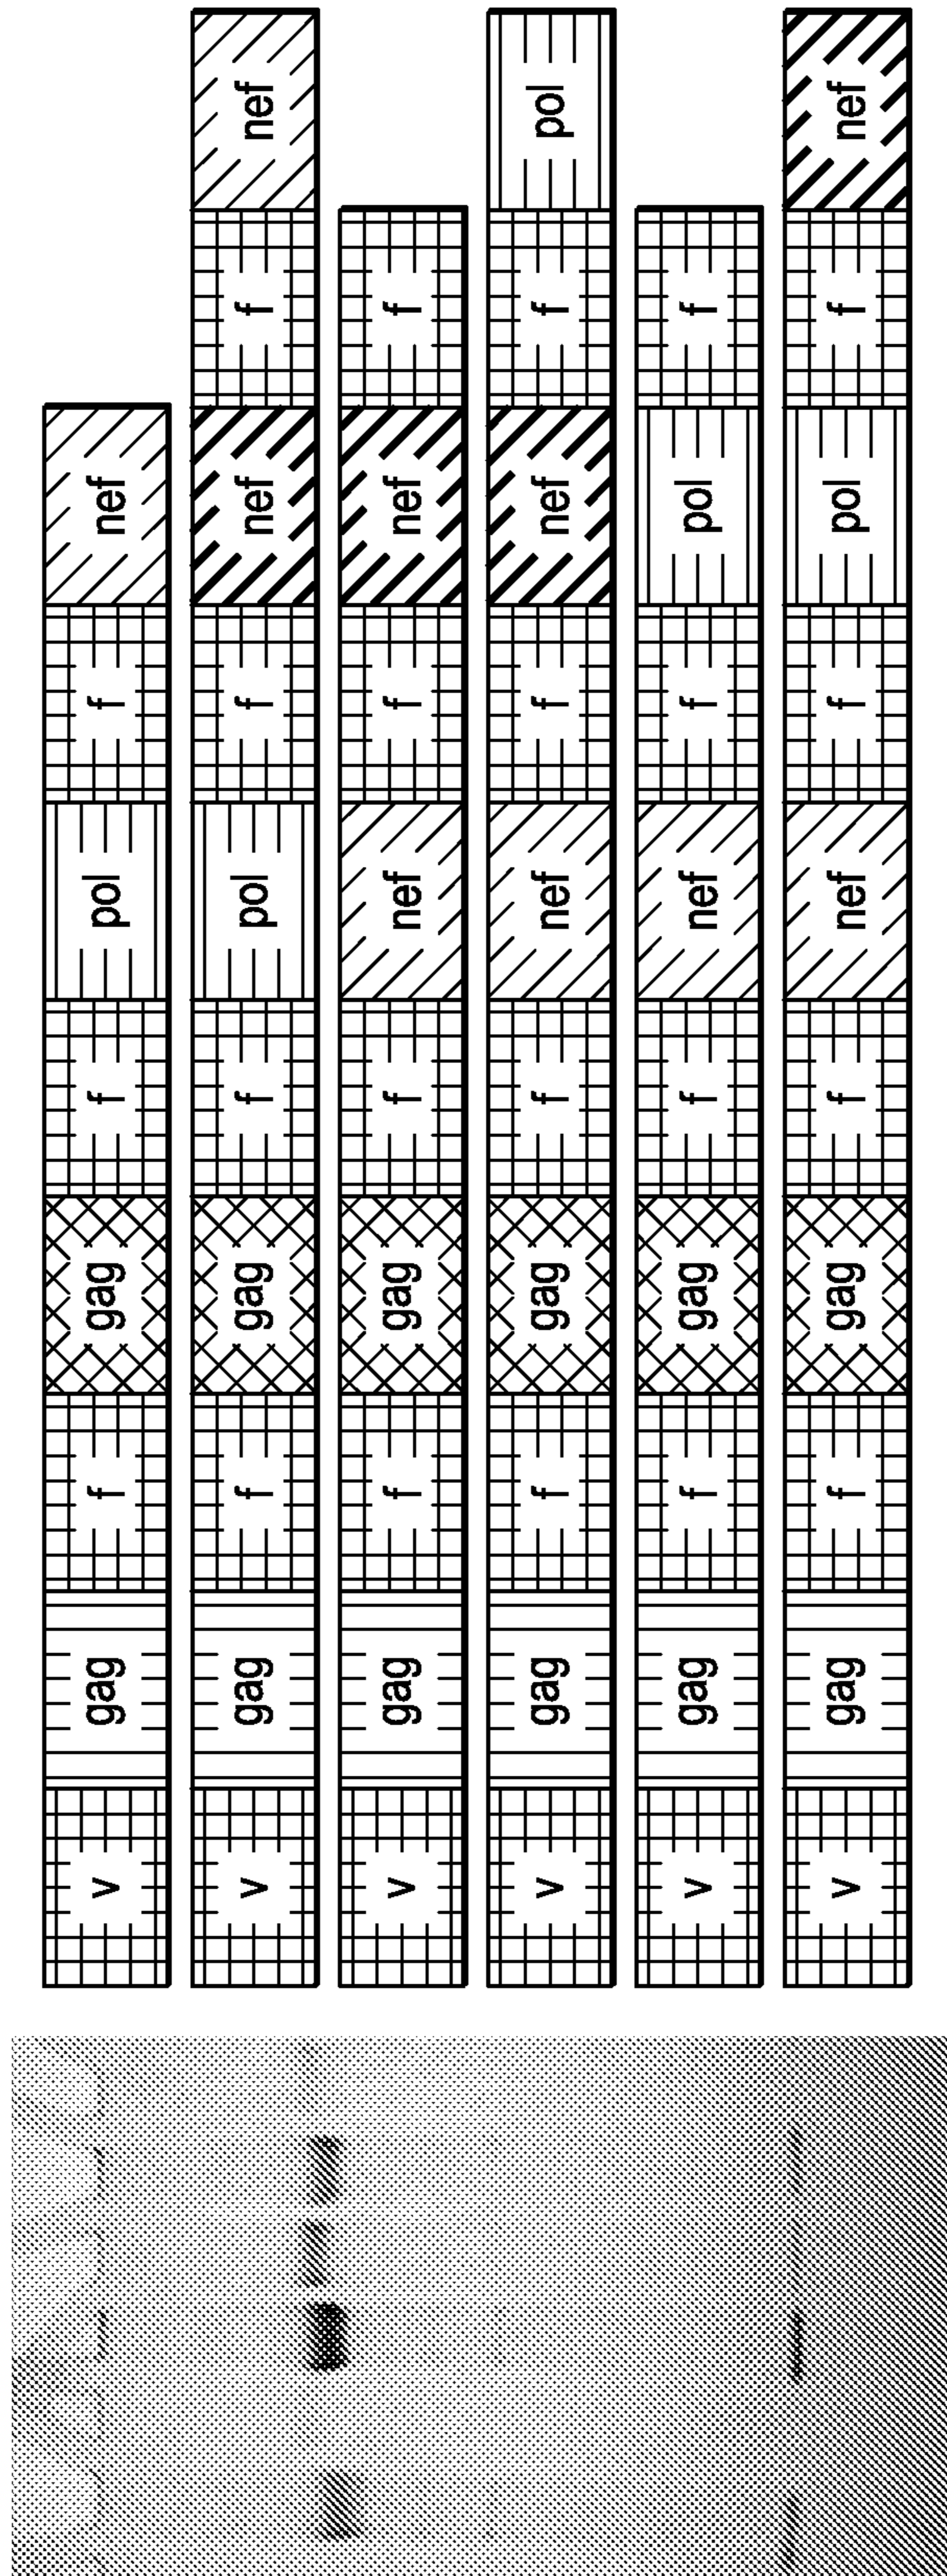 v gag f gag f pol f nef
v gag f gag f pol f nef f nef
v gag f gag f nef f nef f
v gag f gag f nef f nef f pol
v gag f gag f nef f pol f
v gag f gag f nef f pol f nef